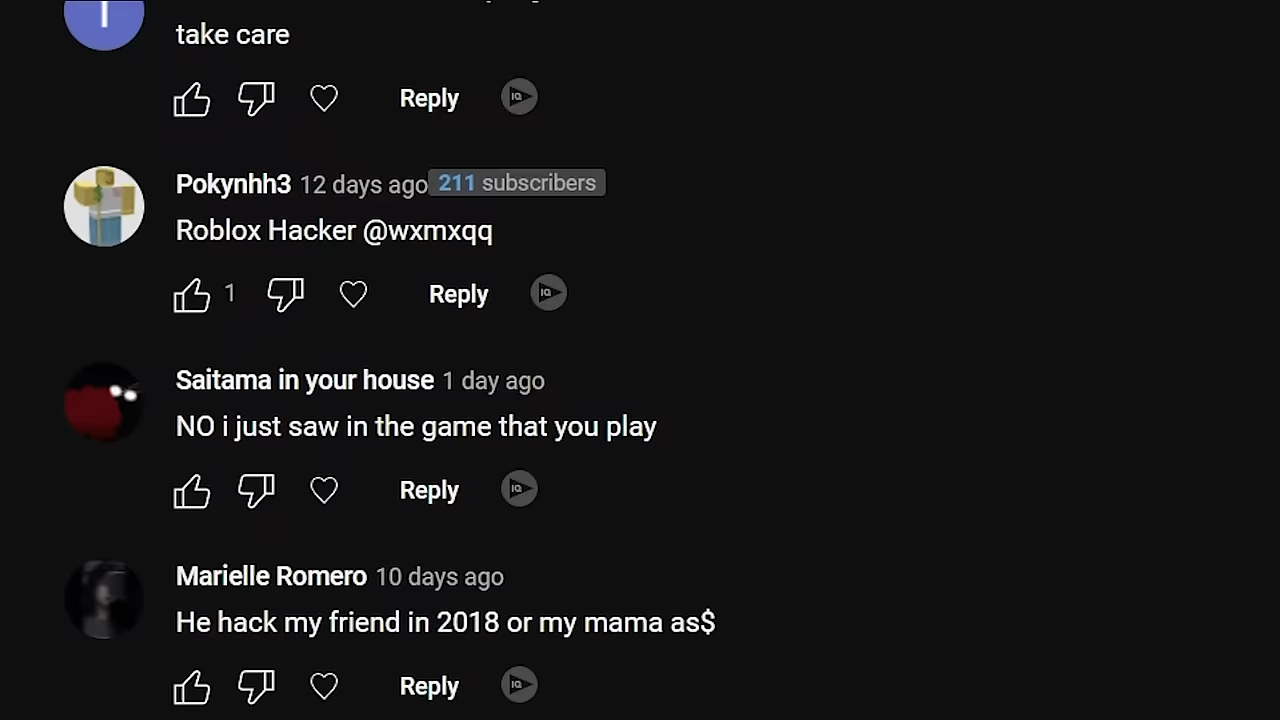 take care
Reply
Pokynhh3 12 days ago 211 subscribers
Roblox Hacker @wxmxqq
1 Reply
Saitama in your house 1 day ago
NO i just saw in the game that you play
Reply
Marielle Romero 10 days ago
He hack my friend in 2018 or my mama as$
Reply